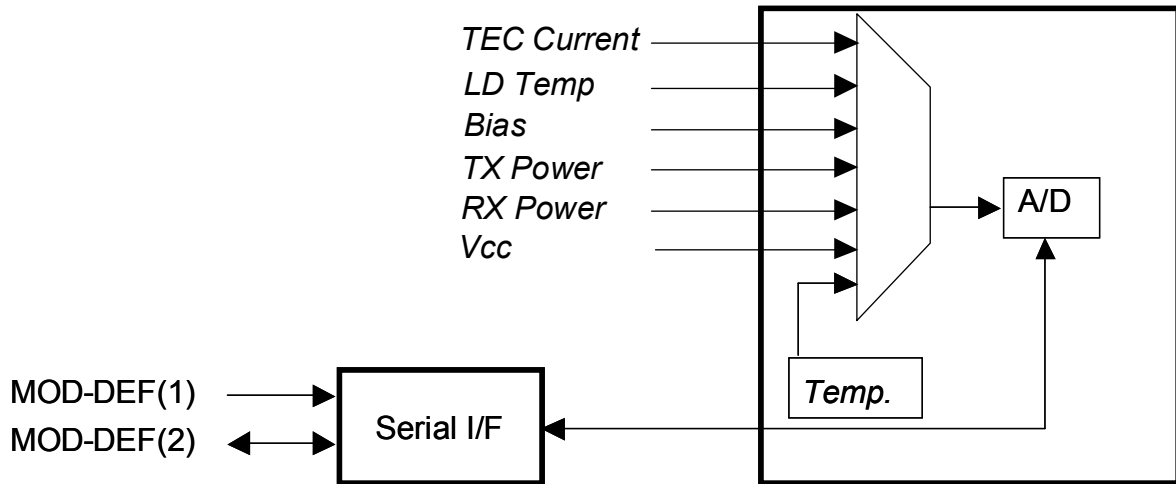 TEC Current
LD Temp
Bias
TX Power
RX Power
Vcc
A/D
Temp.
MOD-DEF(1)
MOD-DEF(2)
Serial I/F